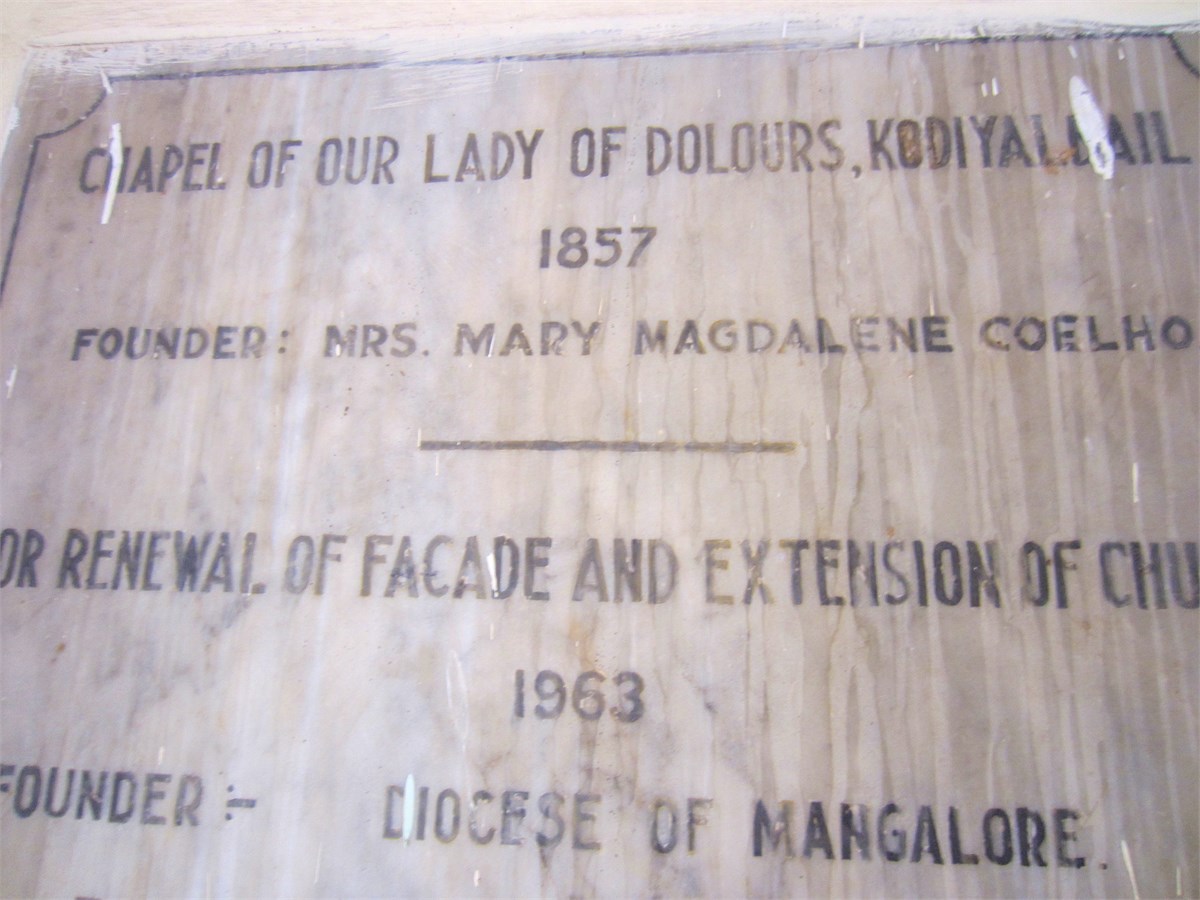 CHAPEL OF OUR LADY OF DOLOURS, KODIYALBAIL
1857
FOUNDER: MRS. MARY MAGDALENE COELHO
OR RENEWAL OF FAÇADE AND EXTENSION OF CHU
1963
FOUNDER :- DIOCESE OF MANGALORE.